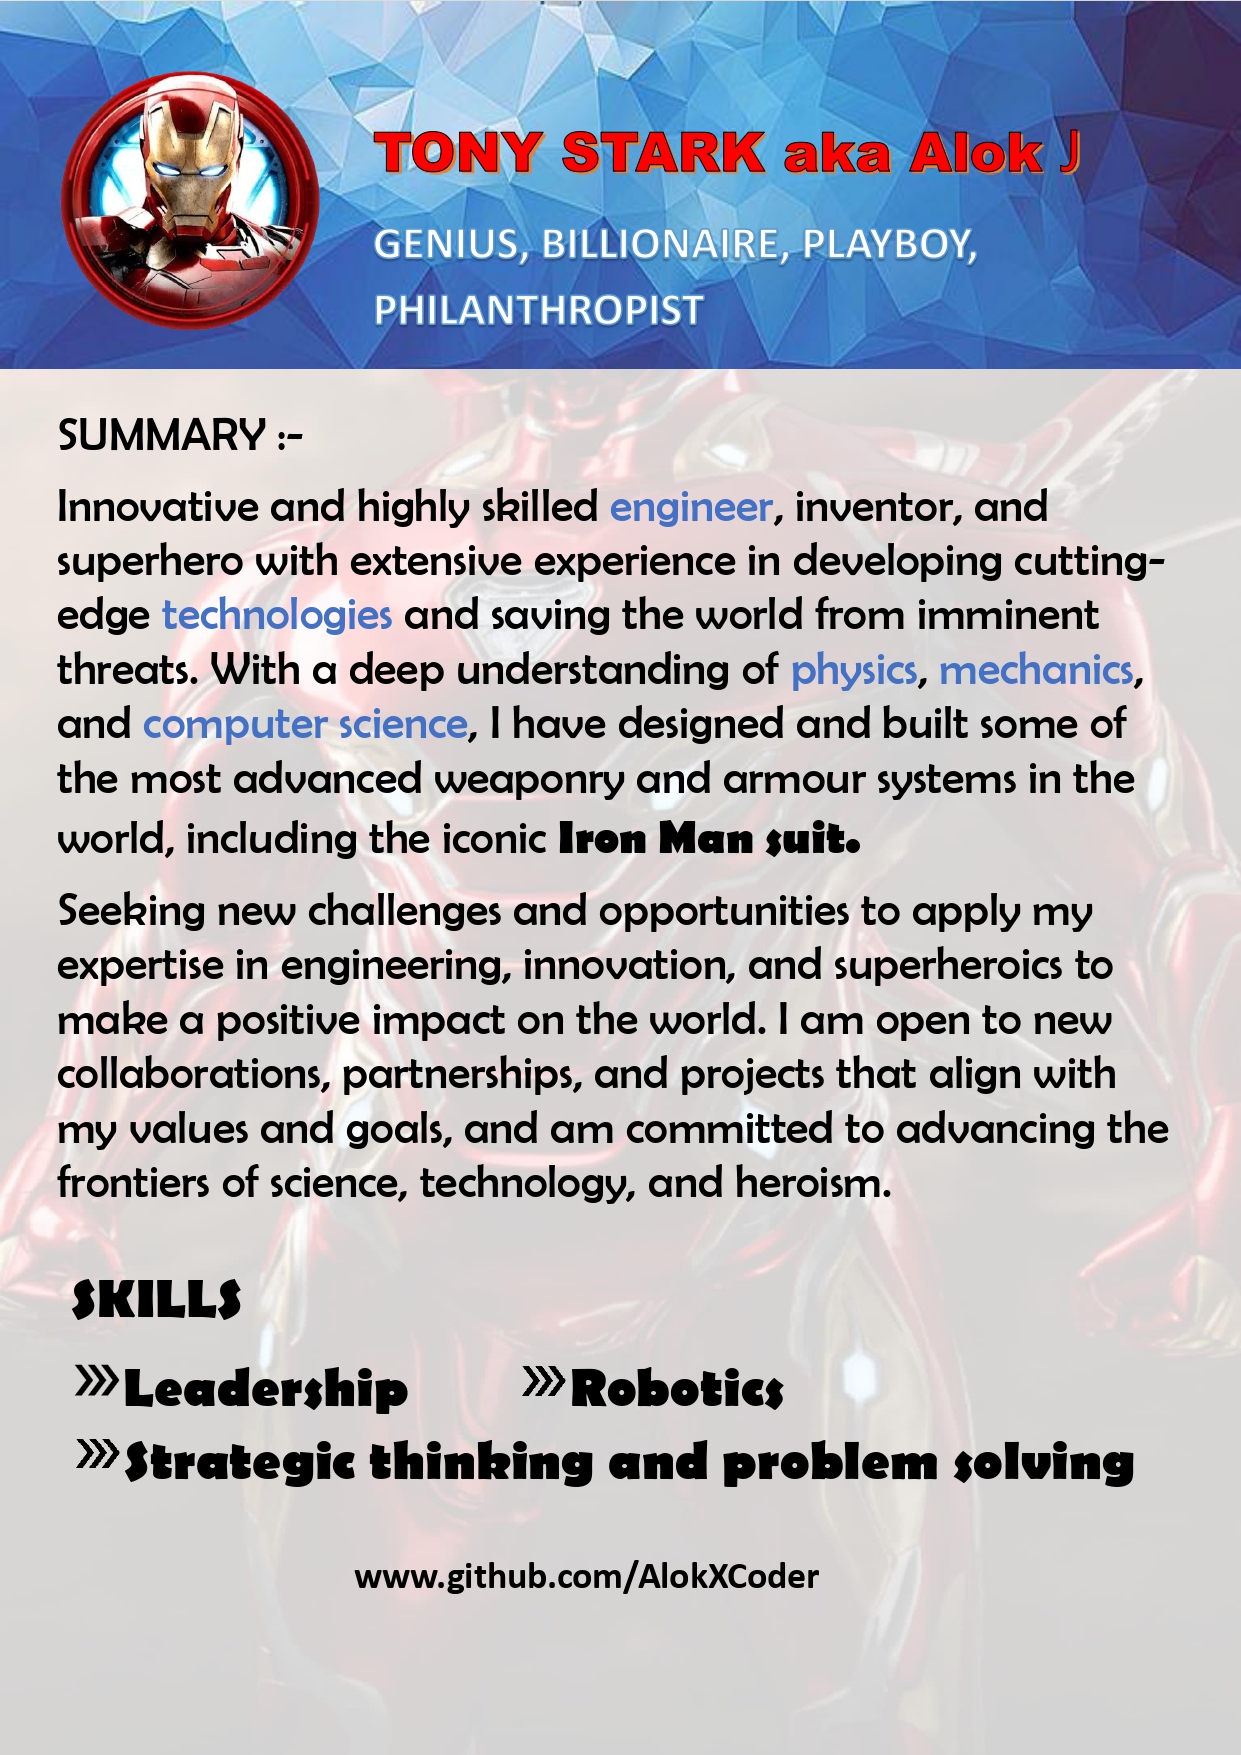 TONY STARK aka Alok J
GENIUS, BILLIONAIRE, PLAYBOY,
PHILANTHROPIST
SUMMARY :-
Innovative and highly skilled engineer, inventor, and
superhero with extensive experience in developing cutting-
edge technologies and saving the world from imminent
threats. With a deep understanding of physics, mechanics,
and computer science, I have designed and built some of
the most advanced weaponry and armour systems in the
world, including the iconic Iron Man suit.
Seeking new challenges and opportunities to apply my
expertise in engineering, innovation, and superheroics to
make a positive impact on the world. I am open to new
collaborations, partnerships, and projects that align with
my values and goals, and am committed to advancing the
frontiers of science, technology, and heroism.
SKILLS
Leadership Robotics
Strategic thinking and problem solving
www.github.com/AlokXCoder